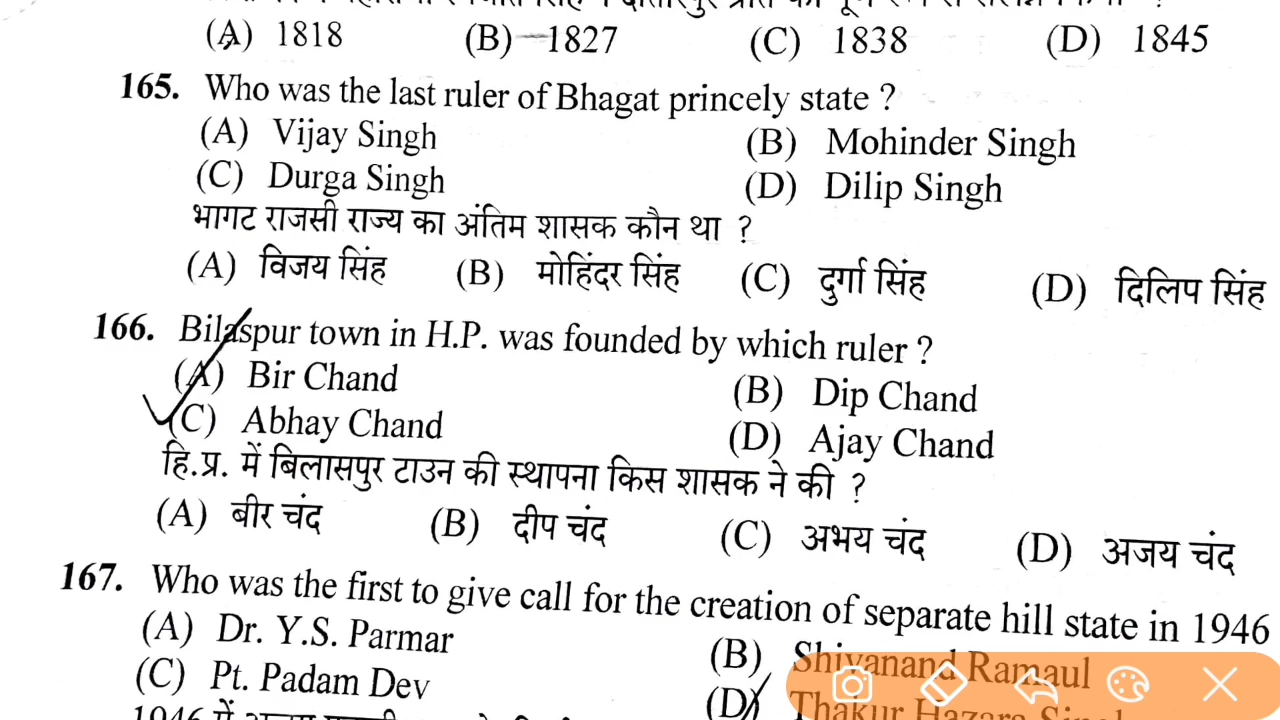 (A) 1818 (B) 1827 (C) 1838 (D) 1845
165. Who was the last ruler of Bhagat princely state ?
(A) Vijay Singh (B) Mohinder Singh
(C) Durga Singh (D) Dilip Singh
भागट राजसी राज्य का अंतिम शासक कौन था ?
(A) विजय सिंह (B) मोहिंदर सिंह (C) दुर्गा सिंह (D) दिलिप सिंह
166. Bilaspur town in H.P. was founded by which ruler ?
(A) Bir Chand (B) Dip Chand
(C) Abhay Chand (D) Ajay Chand
हि.प्र. में बिलासपुर टाउन की स्थापना किस शासक ने की ?
(A) बीर चंद (B) दीप चंद (C) अभय चंद (D) अजय चंद
167. Who was the first to give call for the creation of separate hill state in 1946
(A) Dr. Y.S. Parmar (B) Shivanand Ramaul
(C) Pt. Padam Dev (D) Thakur Hazara
1946 में